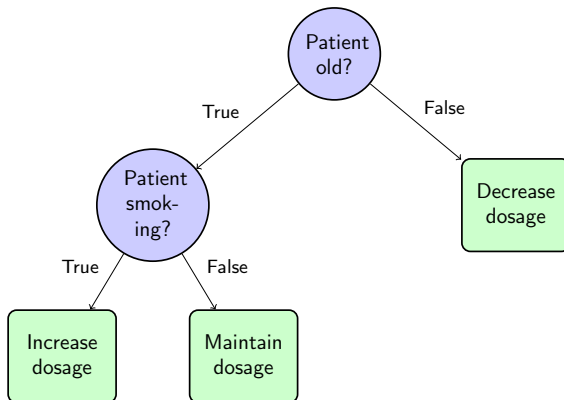 Patient
old?
True
False
Patient
smok-
ing?
Decrease
dosage
True
False
Increase
dosage
Maintain
dosage